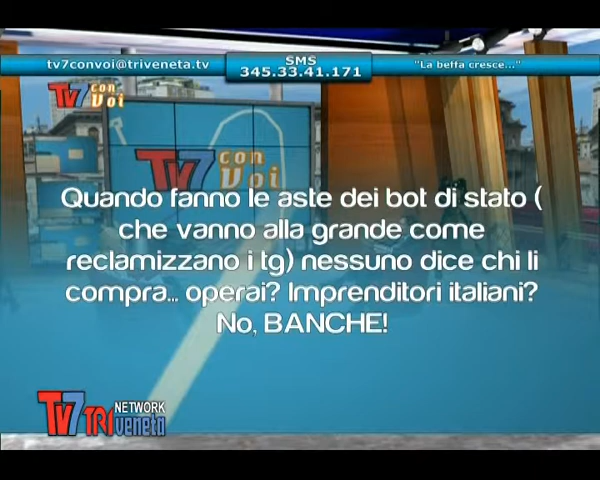 tv7convoi@triveneta.tv
SMS
345.33.41.171
"La beffa cresce..."
Tv7 con
Voi
Tv7 con
Voi
Quando fanno le aste dei bot di stato (
che vanno alla grande come
reclamizzano i tg) nessuno dice chi li
compra... operai? Imprenditori italiani?
No, BANCHE!
Tv7 TRIveneta
NETWORK